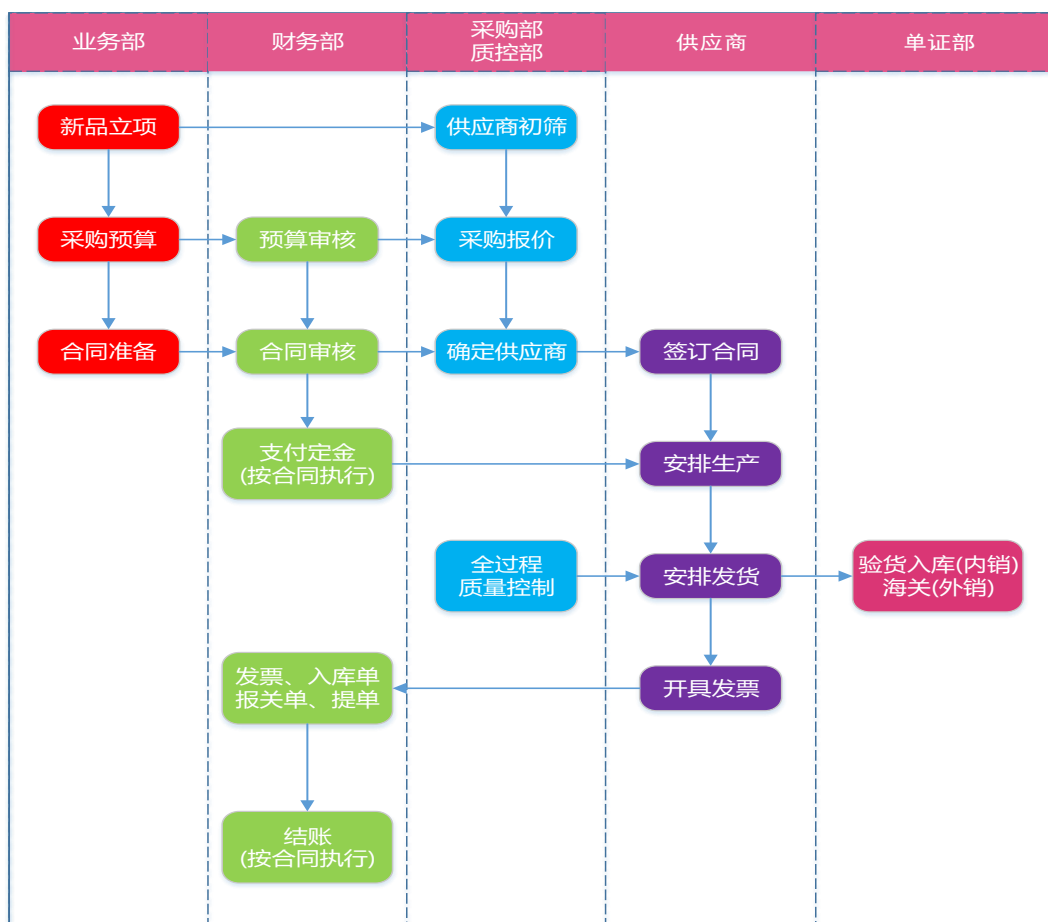 业务部
财务部
采购部
质控部
供应商
单证部
新品立项
供应商初筛
采购预算
预算审核
采购报价
合同准备
合同审核
确定供应商
签订合同
支付定金
(按合同执行)
安排生产
全过程
质量控制
安排发货
验货入库(内销)
海关(外销)
发票、入库单
报关单、提单
开具发票
结账
(按合同执行)